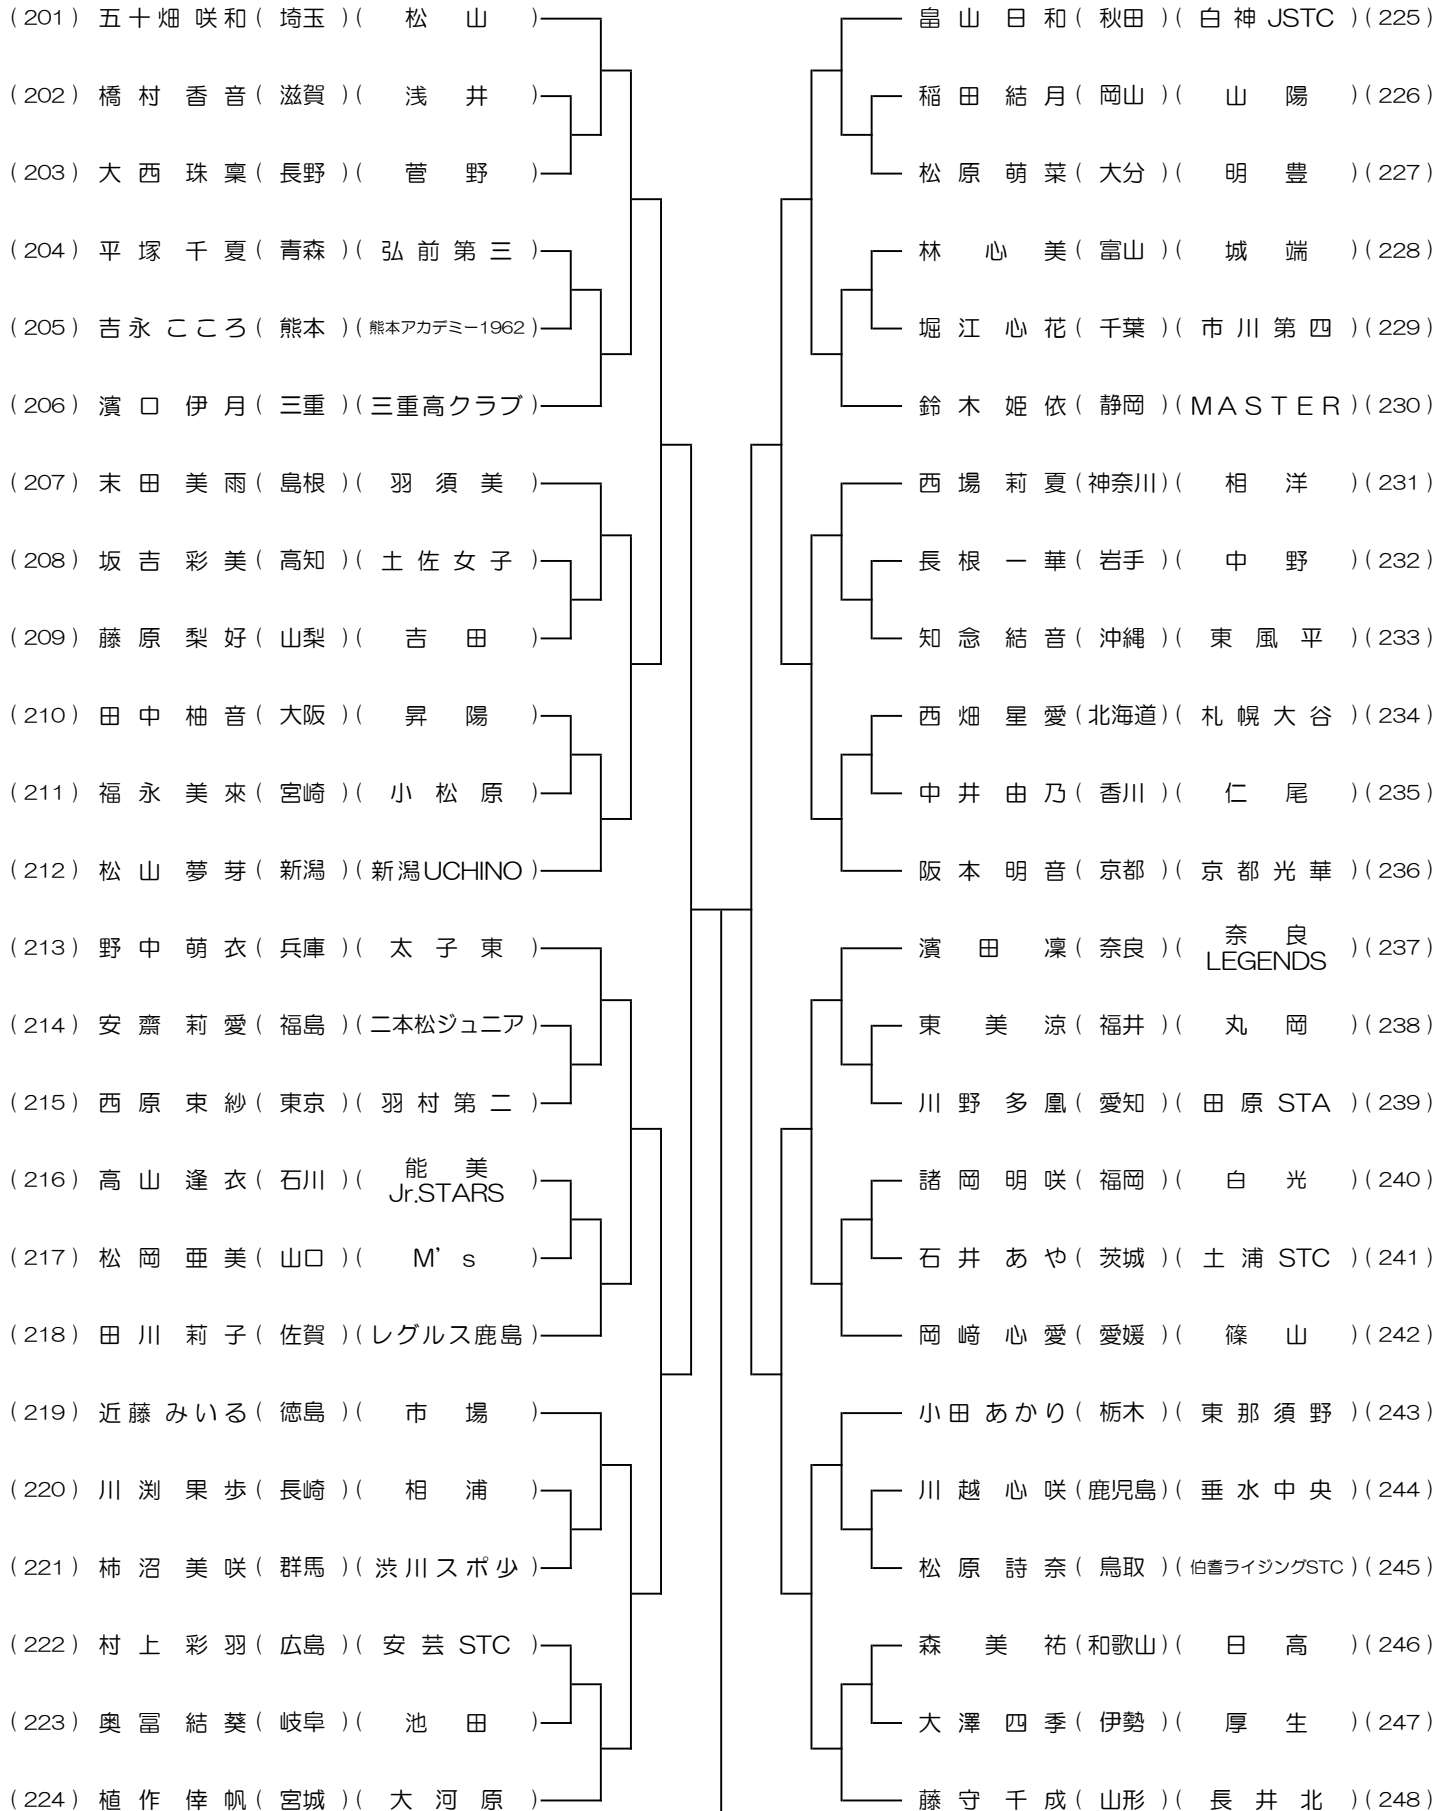 (201) 五十畑 咲和 ( 埼玉 ) ( 松山 )
(202) 橋村 香音 ( 滋賀 ) ( 浅井 )
(203) 大西 珠稟 ( 長野 ) ( 菅野 )
(204) 平塚 千夏 ( 青森 ) ( 弘前第三 )
(205) 吉永 こころ ( 熊本 ) ( 熊本アカデミー1962 )
(206) 濱口 伊月 ( 三重 ) ( 三重高クラブ )
(207) 末田 美雨 ( 島根 ) ( 羽須美 )
(208) 坂吉 彩美 ( 高知 ) ( 土佐女子 )
(209) 藤原 梨好 ( 山梨 ) ( 吉田 )
(210) 田中 柚音 ( 大阪 ) ( 昇陽 )
(211) 福永 美來 ( 宮崎 ) ( 小松原 )
(212) 松山 夢芽 ( 新潟 ) ( 新潟UCHINO )
(213) 野中 萌衣 ( 兵庫 ) ( 太子東 )
(214) 安齋 莉愛 ( 福島 ) ( 二本松ジュニア )
(215) 西原 束紗 ( 東京 ) ( 羽村第二 )
(216) 高山 逢衣 ( 石川 ) ( 能美 Jr.STARS )
(217) 松岡 亜美 ( 山口 ) ( M's )
(218) 田川 莉子 ( 佐賀 ) ( レグルス鹿島 )
(219) 近藤 みいる ( 徳島 ) ( 市場 )
(220) 川渕 果歩 ( 長崎 ) ( 相浦 )
(221) 柿沼 美咲 ( 群馬 ) ( 渋川スポ少 )
(222) 村上 彩羽 ( 広島 ) ( 安芸 STC )
(223) 奥冨 結葵 ( 岐阜 ) ( 池田 )
(224) 植作 倖帆 ( 宮城 ) ( 大河原 )
畠山 日和 ( 秋田 ) ( 白神 JSTC ) (225)
稲田 結月 ( 岡山 ) ( 山陽 ) (226)
松原 萌菜 ( 大分 ) ( 明豊 ) (227)
林 心美 ( 富山 ) ( 城端 ) (228)
堀江 心花 ( 千葉 ) ( 市川第四 ) (229)
鈴木 姫依 ( 静岡 ) ( MASTER ) (230)
西場 莉夏 (神奈川) ( 相洋 ) (231)
長根 一華 ( 岩手 ) ( 中野 ) (232)
知念 結音 ( 沖縄 ) ( 東風平 ) (233)
西畑 星愛 (北海道) ( 札幌大谷 ) (234)
中井 由乃 ( 香川 ) ( 仁尾 ) (235)
阪本 明音 ( 京都 ) ( 京都光華 ) (236)
濱田 凜 ( 奈良 ) ( 奈良 LEGENDS ) (237)
東 美涼 ( 福井 ) ( 丸岡 ) (238)
川野 多凰 ( 愛知 ) ( 田原 STA ) (239)
諸岡 明咲 ( 福岡 ) ( 白光 ) (240)
石井 あや ( 茨城 ) ( 土浦 STC ) (241)
岡﨑 心愛 ( 愛媛 ) ( 篠山 ) (242)
小田 あかり ( 栃木 ) ( 東那須野 ) (243)
川越 心咲 (鹿児島) ( 垂水中央 ) (244)
松原 詩奈 ( 鳥取 ) ( 伯耆ライジングSTC ) (245)
森 美祐 (和歌山) ( 日高 ) (246)
大澤 四季 ( 伊勢 ) ( 厚生 ) (247)
藤守 千成 ( 山形 ) ( 長井北 ) (248)